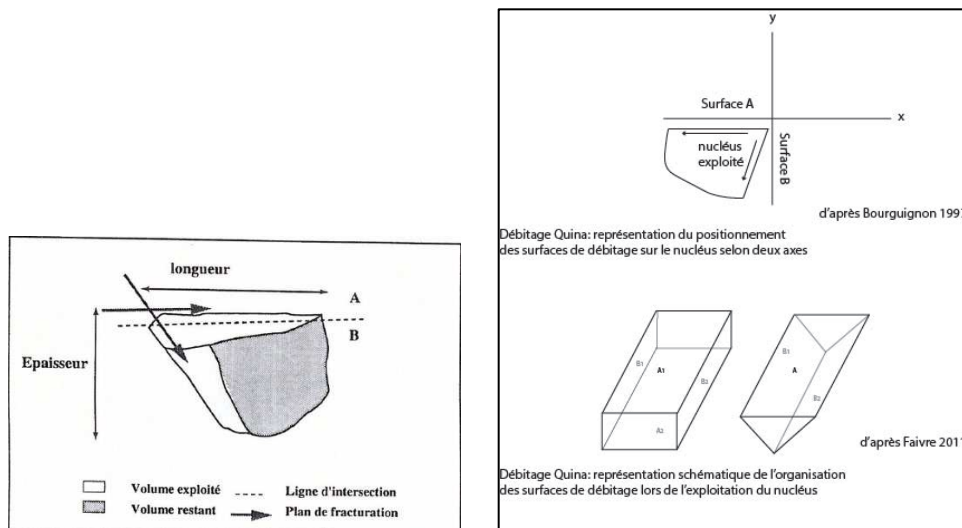 longueur
A
B
Epaisseur
Volume exploité
Ligne d'intersection
Volume restant
Plan de fracturation
y
Surface A
x
Surface B
nucléus
exploité
d'après Bourguignon 1997
Débitage Quina: représentation du positionnement
des surfaces de débitage sur le nucléus selon deux axes
B1
A1
B2
A2
B1
A
B2
d'après Faivre 2011
Débitage Quina: représentation schématique de l'organisation
des surfaces de débitage lors de l'exploitation du nucléus